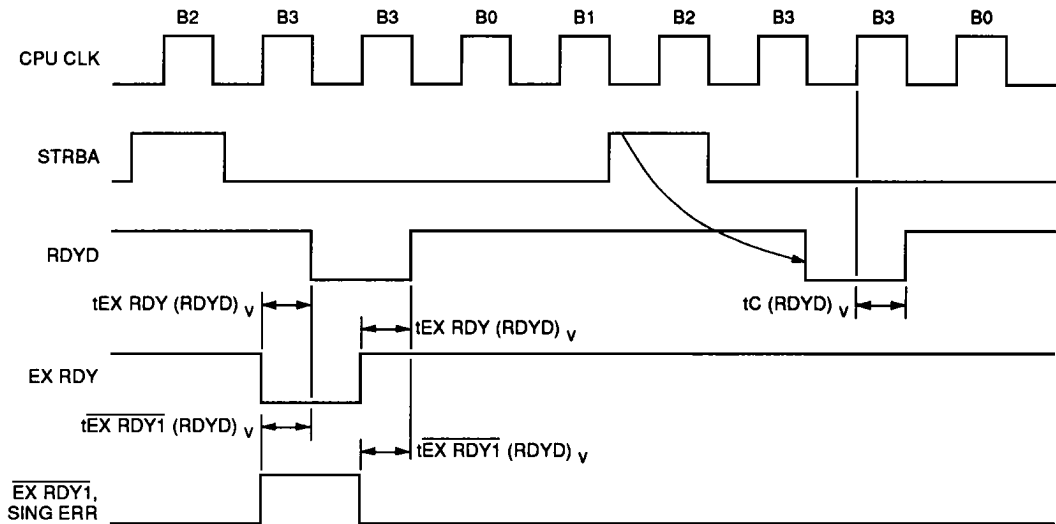 B2 B3 B3 B0 B1 B2 B3 B3 B0
CPU CLK
STRBA
RDYD
tEX RDY (RDYD) V
tEX RDY (RDYD) V
tC (RDYD) V
EX RDY
tEX RDY1 (RDYD) V
tEX RDY1 (RDYD) V
EX RDY1,
SING ERR